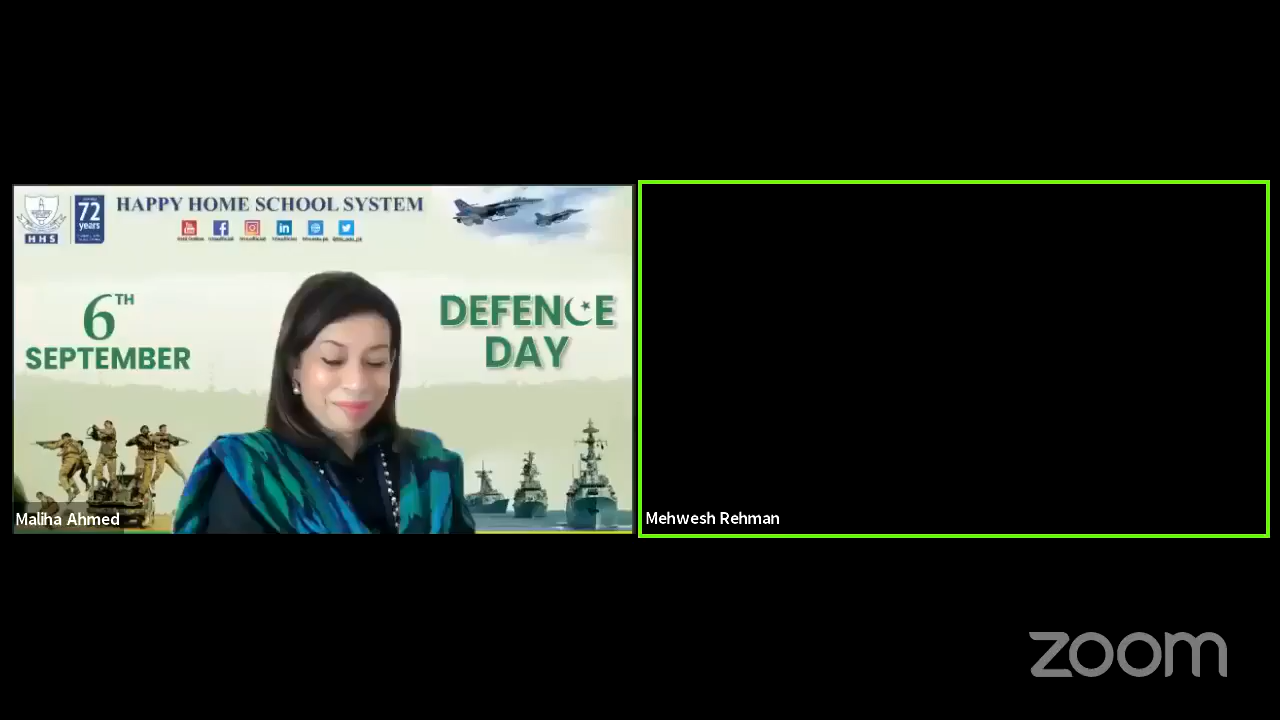 HHS
72
years
HAPPY HOME SCHOOL SYSTEM
6TH
SEPTEMBER
DEFENCE
DAY
Maliha Ahmed
Mehwesh Rehman
zoom